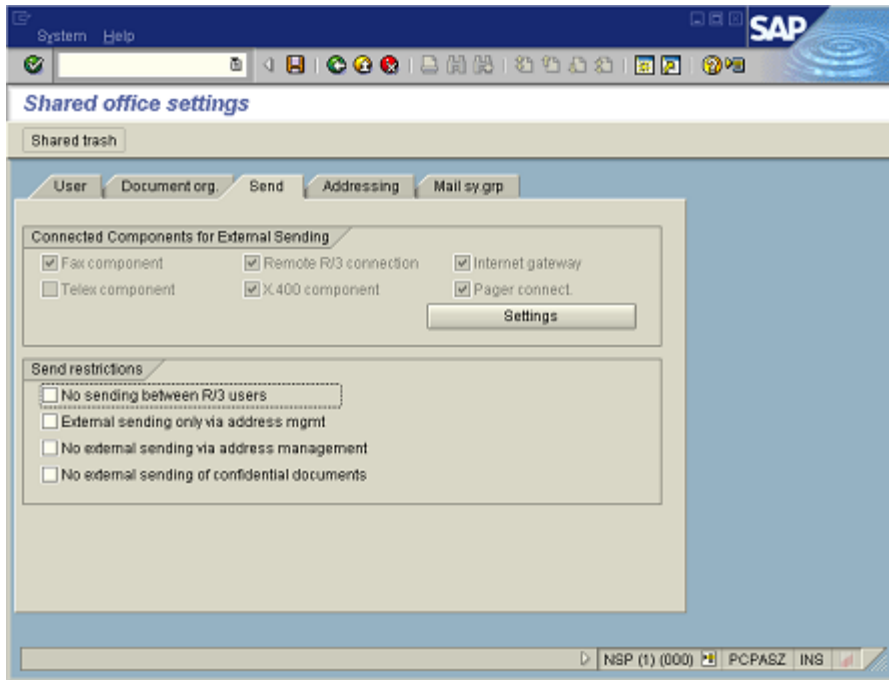 System Help
SAP
Shared office settings
Shared trash
User Document org. Send Addressing Mail sy.grp
Connected Components for External Sending
Fax component Remote R/3 connection Internet gateway
Telex component X.400 component Pager connect.
Settings
Send restrictions
No sending between R/3 users
External sending only via address mgmt
No external sending via address management
No external sending of confidential documents
NSP (1) (000) PCPASZ INS